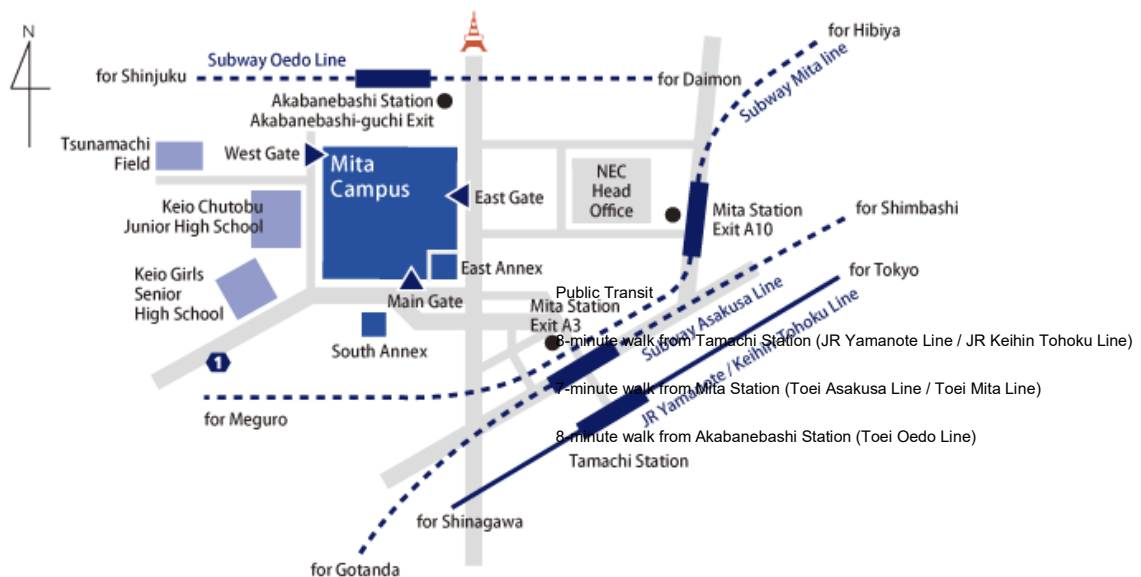 N
for Hibiya
Subway Oedo Line
for Shinjuku
for Daimon
Subway Mita line
Akabanebashi Station
Akabanebashi-guchi Exit
Tsunamachi
Field
West Gate
Mita
Campus
NEC
Head
Office
East Gate
Keio Chutobu
Junior High School
Mita Station
Exit A10
for Shimbashi
East Annex
for Tokyo
Keio Girls
Senior
High School
Main Gate
Public Transit
Mita Station
Exit A3
Subway Asakusa Line
8-minute walk from Tamachi Station (JR Yamanote Line / JR Keihin Tohoku Line)
South Annex
1
JR Yamanote / Keihin Tohoku Line
7-minute walk from Mita Station (Toei Asakusa Line / Toei Mita Line)
for Meguro
8-minute walk from Akabanebashi Station (Toei Oedo Line)
Tamachi Station
for Shinagawa
for Gotanda